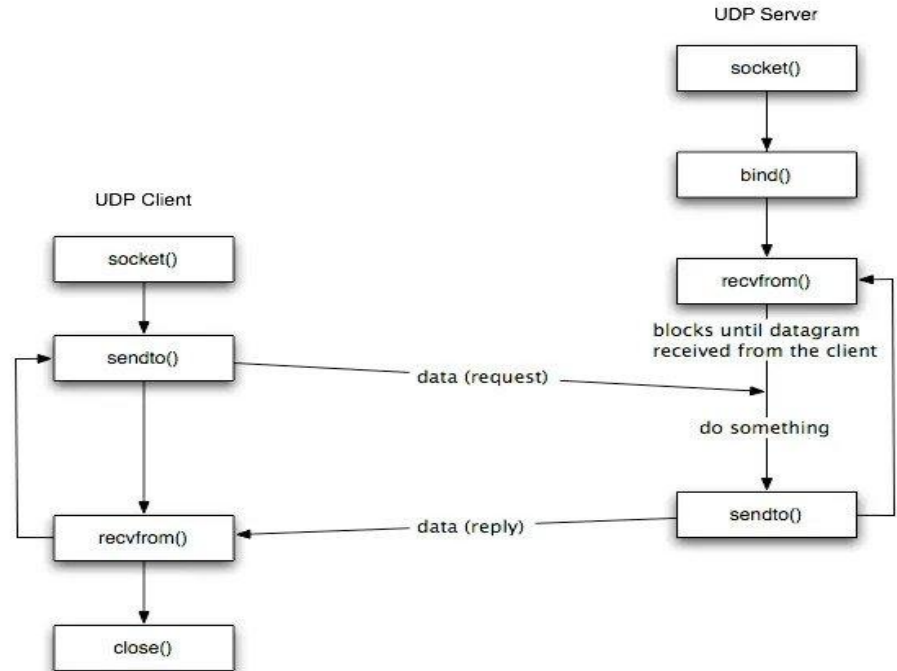 UDP Server
socket()
bind()
UDP Client
socket()
recvfrom()
blocks until datagram
received from the client
sendto()
data (request)
do something
sendto()
data (reply)
recvfrom()
close()